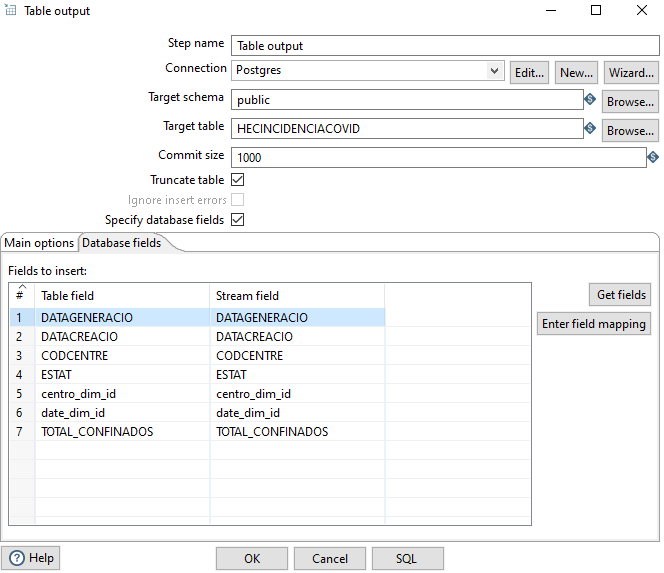 Table output
Step name Table output
Connection Postgres Edit... New... Wizard...
Target schema public Browse...
Target table HECINCIDENCIACOVID Browse...
Commit size 1000
Truncate table
Ignore insert errors
Specify database fields
Main options Database fields
Fields to insert:
# Table field Stream field
1 DATAGENERACIO DATAGENERACIO
2 DATACREACIO DATACREACIO
3 CODCENTRE CODCENTRE
4 ESTAT ESTAT
5 centro_dim_id centro_dim_id
6 date_dim_id date_dim_id
7 TOTAL_CONFINADOS TOTAL_CONFINADOS
Get fields
Enter field mapping
Help OK Cancel SQL